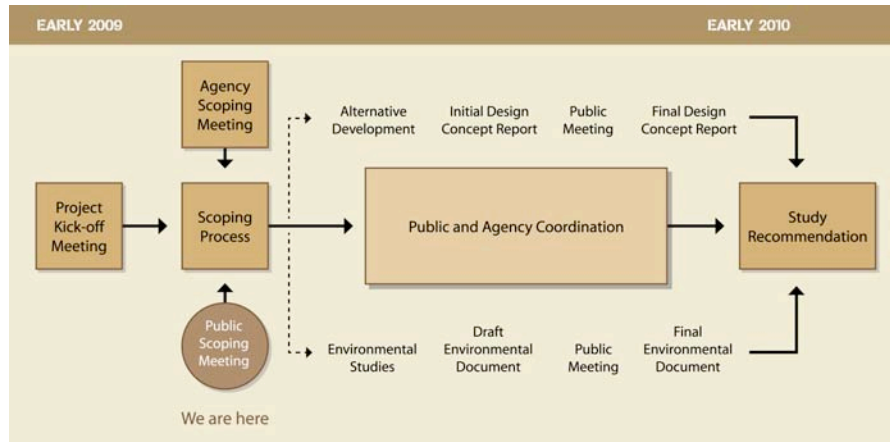 EARLY 2009
EARLY 2010
Agency
Scoping
Meeting
Alternative
Development
Initial Design
Concept Report
Public
Meeting
Final Design
Concept Report
Project
Kick-off
Meeting
Scoping
Process
Public and Agency Coordination
Study
Recommendation
Public
Scoping
Meeting
Environmental
Studies
Draft
Environmental
Document
Public
Meeting
Final
Environmental
Document
We are here